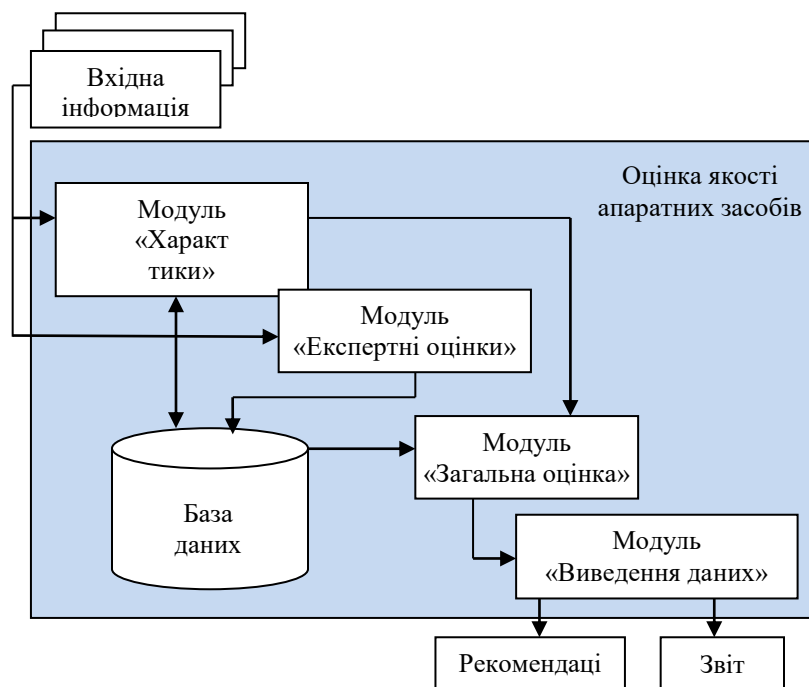 Вхідна
інформація
Оцінка якості
апаратних засобів
Модуль
«Характ
тики»
Модуль
«Експертні оцінки»
Модуль
«Загальна оцінка»
База
даних
Модуль
«Виведення даних»
Рекомендаці
Звіт